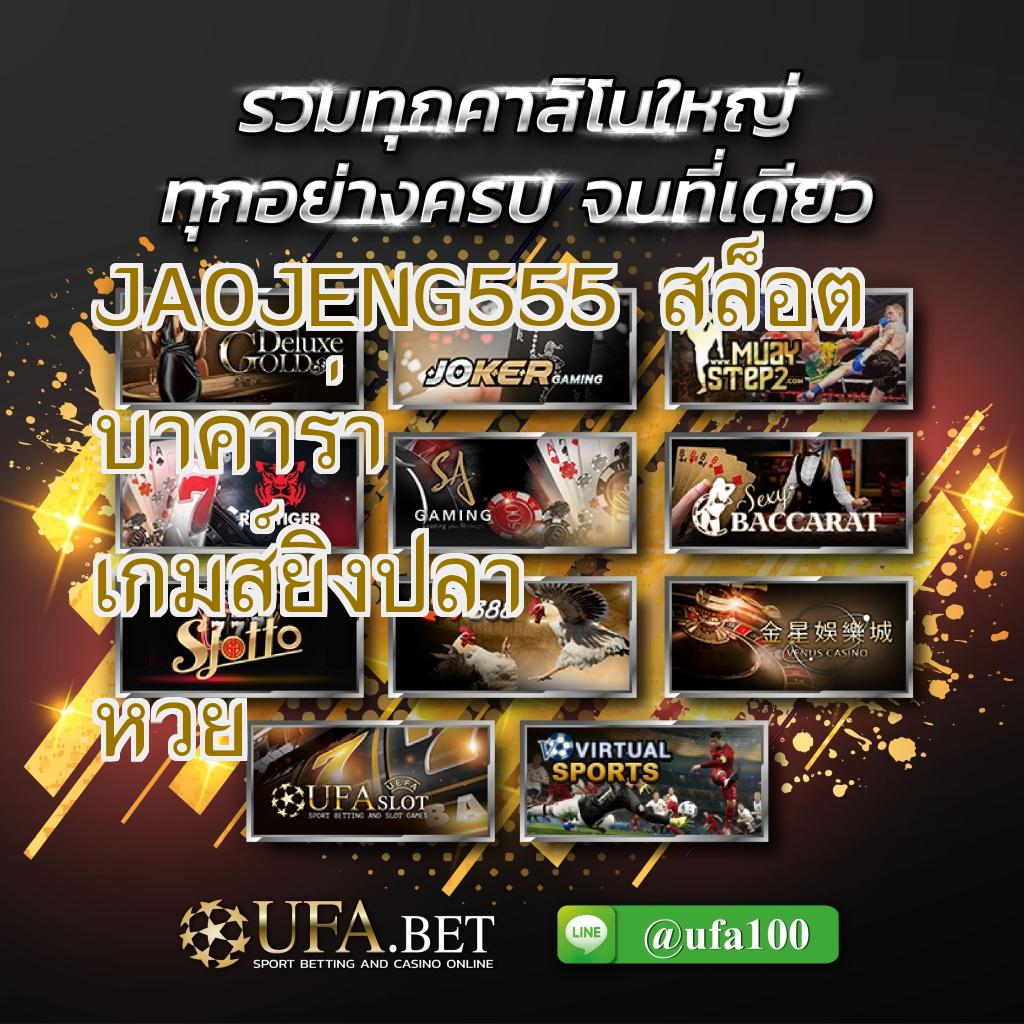 รวมทุกคาสิโนใหญ่
ทุกอย่างครบ จบที่เดียว
JAOJENG555 สล็อต
บาคาร่า
เกมส์ยิงปลา
หวย
Deluxe
GOLD
JOKER GAMING
WWW.MUAY
STEP2.COM
7
TIGER
SA
GAMING
Sexy
BACCARAT
Sjotto
金星娛樂城
VENUS CASINO
UEFA
UFA SLOT
SPORT BETTING AND SLOT GAMES
BA
VIRTUAL
SPORTS
UFA.BET
SPORT BETTING AND CASINO ONLINE
LINE
@ufa100